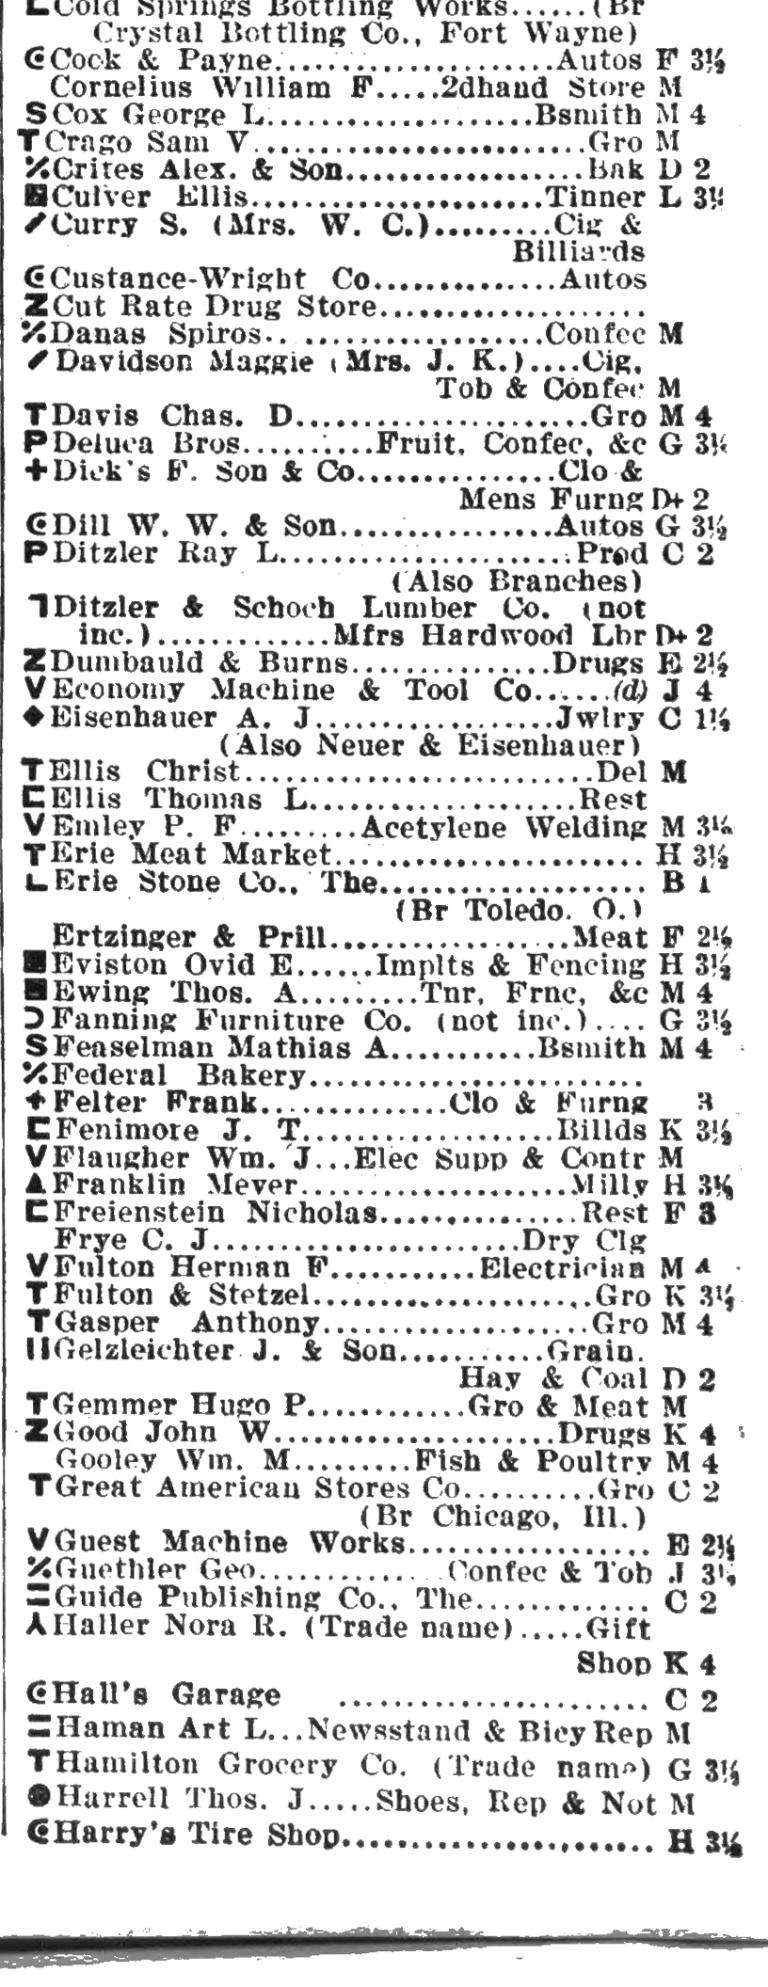 Cold Springs Bottling Works......(Br
Crystal Bottling Co., Fort Wayne)
Cock & Payne....................Autos F 3½
Cornelius William F.....2dhand Store M
S Cox George L...................Bsmith M 4
T Crago Sam V........................Gro M
% Crites Alex. & Son.................Bak D 2
Culver Ellis.....................Tinner L 3½
Curry S. (Mrs. W. C.).........Cig &
Billiards
Custance-Wright Co.............Autos
Z Cut Rate Drug Store...................
% Danas Spiros.....................Confec M
Davidson Maggie (Mrs. J. K.)....Cig,
Tob & Confec M
T Davis Chas. D......................Gro M 4
P Deluca Bros..........Fruit, Confec, &c G 3½
+ Dick's F. Son & Co...............Clo &
Mens Furng D+ 2
Dill W. W. & Son................Autos G 3½
P Ditzler Ray L......................Prod C 2
(Also Branches)
Ditzler & Schoch Lumber Co. (not
inc.).............Mfrs Hardwood Lbr D+ 2
Z Dumbauld & Burns...............Drugs E 2½
V Economy Machine & Tool Co......(d) J 4
◆ Eisenhauer A. J..................Jwlry C 1½
(Also Neuer & Eisenhauer)
T Ellis Christ..........................Del M
Ellis Thomas L....................Rest
V Emley P. F.........Acetylene Welding M 3½
T Erie Meat Market....................... H 3½
L Erie Stone Co., The.................... B 1
(Br Toledo, O.)
Ertzinger & Prill..................Meat F 2½
■ Eviston Ovid E......Implts & Fencing H 3½
■ Ewing Thos. A.........Tnr, Frnc, &c M 4
Fanning Furniture Co. (not inc.).... G 3½
S Feaselman Mathias A...........Bsmith M 4
% Federal Bakery.........................
+ Felter Frank..............Clo & Furng 3
Fenimore J. T...................Billds K 3½
V Flaugher Wm. J...Elec Supp & Contr M
▲ Franklin Meyer....................Milly H 3½
Freienstein Nicholas...............Rest F 3
Frye C. J.......................Dry Clg
V Fulton Herman F...........Electrician M 4
T Fulton & Stetzel.....................Gro K 3½
T Gasper Anthony....................Gro M 4
Gelzleichter J. & Son...........Grain,
Hay & Coal D 2
T Gemmer Hugo P............Gro & Meat M
Z Good John W.....................Drugs K 4
Gooley Wm. M.........Fish & Poultry M 4
T Great American Stores Co..........Gro C 2
(Br Chicago, Ill.)
V Guest Machine Works.................. E 2½
% Guethler Geo..............Confec & Tob J 3½
= Guide Publishing Co., The............. C 2
Haller Nora R. (Trade name).....Gift
Shop K 4
Hall's Garage ....................... C 2
= Haman Art L...Newsstand & Bicy Rep M
T Hamilton Grocery Co. (Trade name) G 3½
● Harrell Thos. J.....Shoes, Rep & Not M
Harry's Tire Shop........................ H 3½